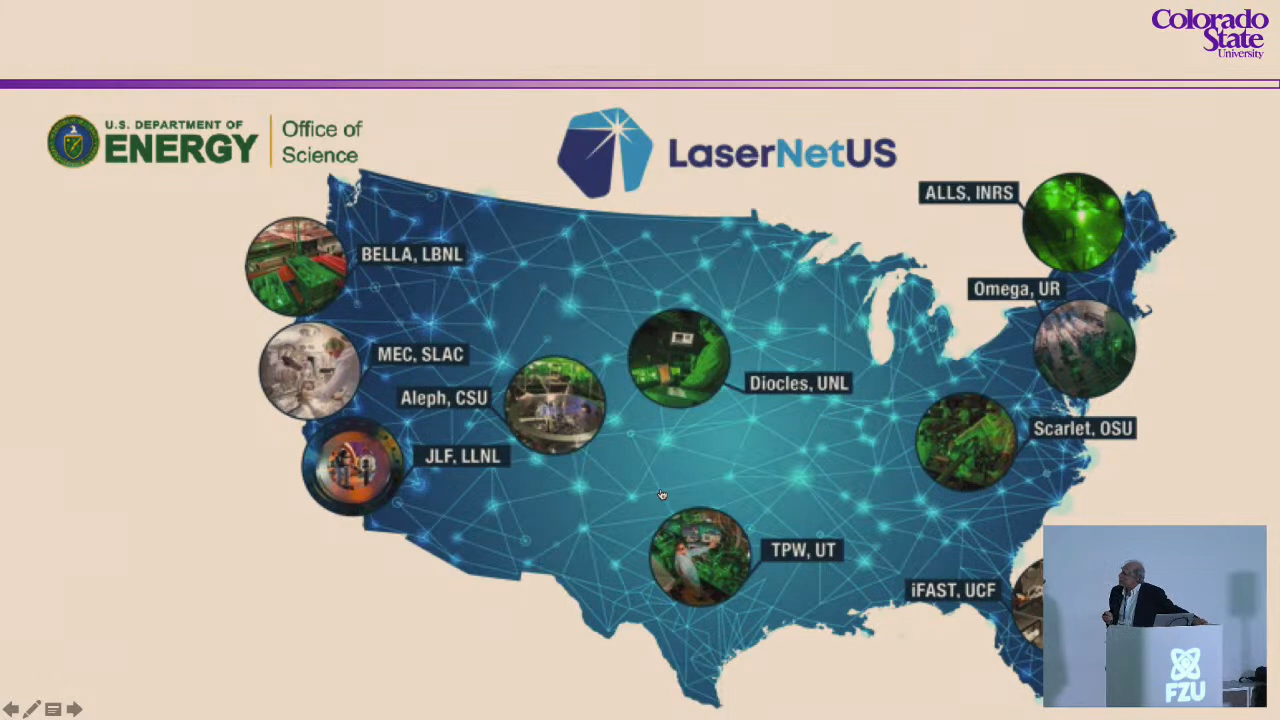 Colorado
State
University
U.S. DEPARTMENT OF
ENERGY
Office of
Science
LaserNetUS
ALLS, INRS
BELLA, LBNL
Omega, UR
MEC, SLAC
Diocles, UNL
Aleph, CSU
Scarlet, OSU
JLF, LLNL
TPW, UT
iFAST, UCF
FZU